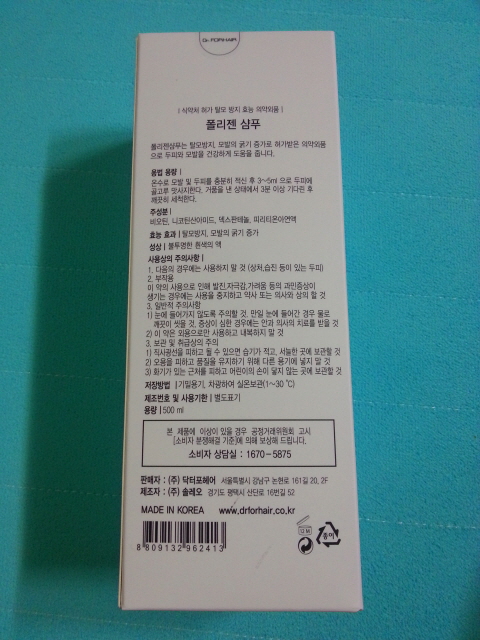 Dr.FORHAIR
| 식약처 허가 탈모 방지 효능 의약외품 |
폴리젠 샴푸
폴리젠샴푸는 탈모방지, 모발의 굵기 증가로 허가받은 의약외품
으로 두피와 모발을 건강하게 도움을 줍니다.
용법 용량 |
온수로 모발 및 두피를 충분히 적신 후 3~5ml 으로 두피에
골고루 맛사지한다. 거품을 낸 상태에서 3분 이상 기다린 후
깨끗히 세척한다.
주성분 |
비오틴, 니코틴산아미드, 덱스판테놀, 피리티온아연액
효능 효과 | 탈모방지, 모발의 굵기 증가
성상 | 불투명한 흰색의 액
사용상의 주의사항 |
1. 다음의 경우에는 사용하지 말 것 (상처,습진 등이 있는 두피)
2. 부작용
이 약의 사용으로 인해 발진,자극감,가려움 등의 과민증상이
생기는 경우에는 사용을 중지하고 약사 또는 의사와 상의 할 것
3. 일반적 주의사항
1) 눈에 들어가지 않도록 주의할 것. 만일 눈에 들어간 경우 물로
깨끗이 씻을 것, 증상이 심한 경우에는 안과 의사의 치료를 받을 것
2) 이 약은 외용으로만 사용하고 내복하지 말 것
3. 보관 및 취급상의 주의
1) 직사광선을 피하고 될 수 있으면 습기가 적고, 서늘한 곳에 보관할 것
2) 오용을 피하고 품질을 유지하기 위해 다른 용기에 넣지 말 것
3) 화기가 있는 근처를 피하고 어린이의 손이 닿지 않는 곳에 보관할 것
저장방법 | 기밀용기, 차광하여 실온보관(1~30 ℃)
제조번호 및 사용기한 | 별도표기
용량 | 500 ml
본 제품에 이상이 있을 경우 공정거래위원회 고시
[소비자 분쟁해결 기준]에 의해 보상해 드립니다.
소비자 상담실 : 1670-5875
판매자 : (주) 닥터포헤어 서울특별시 강남구 논현로 161길 20, 2F
제조자 : (주) 솔레오 경기도 평택시 산단로 16번길 52
MADE IN KOREA www.drforhair.co.kr
12 M
종이
8 809132 962413